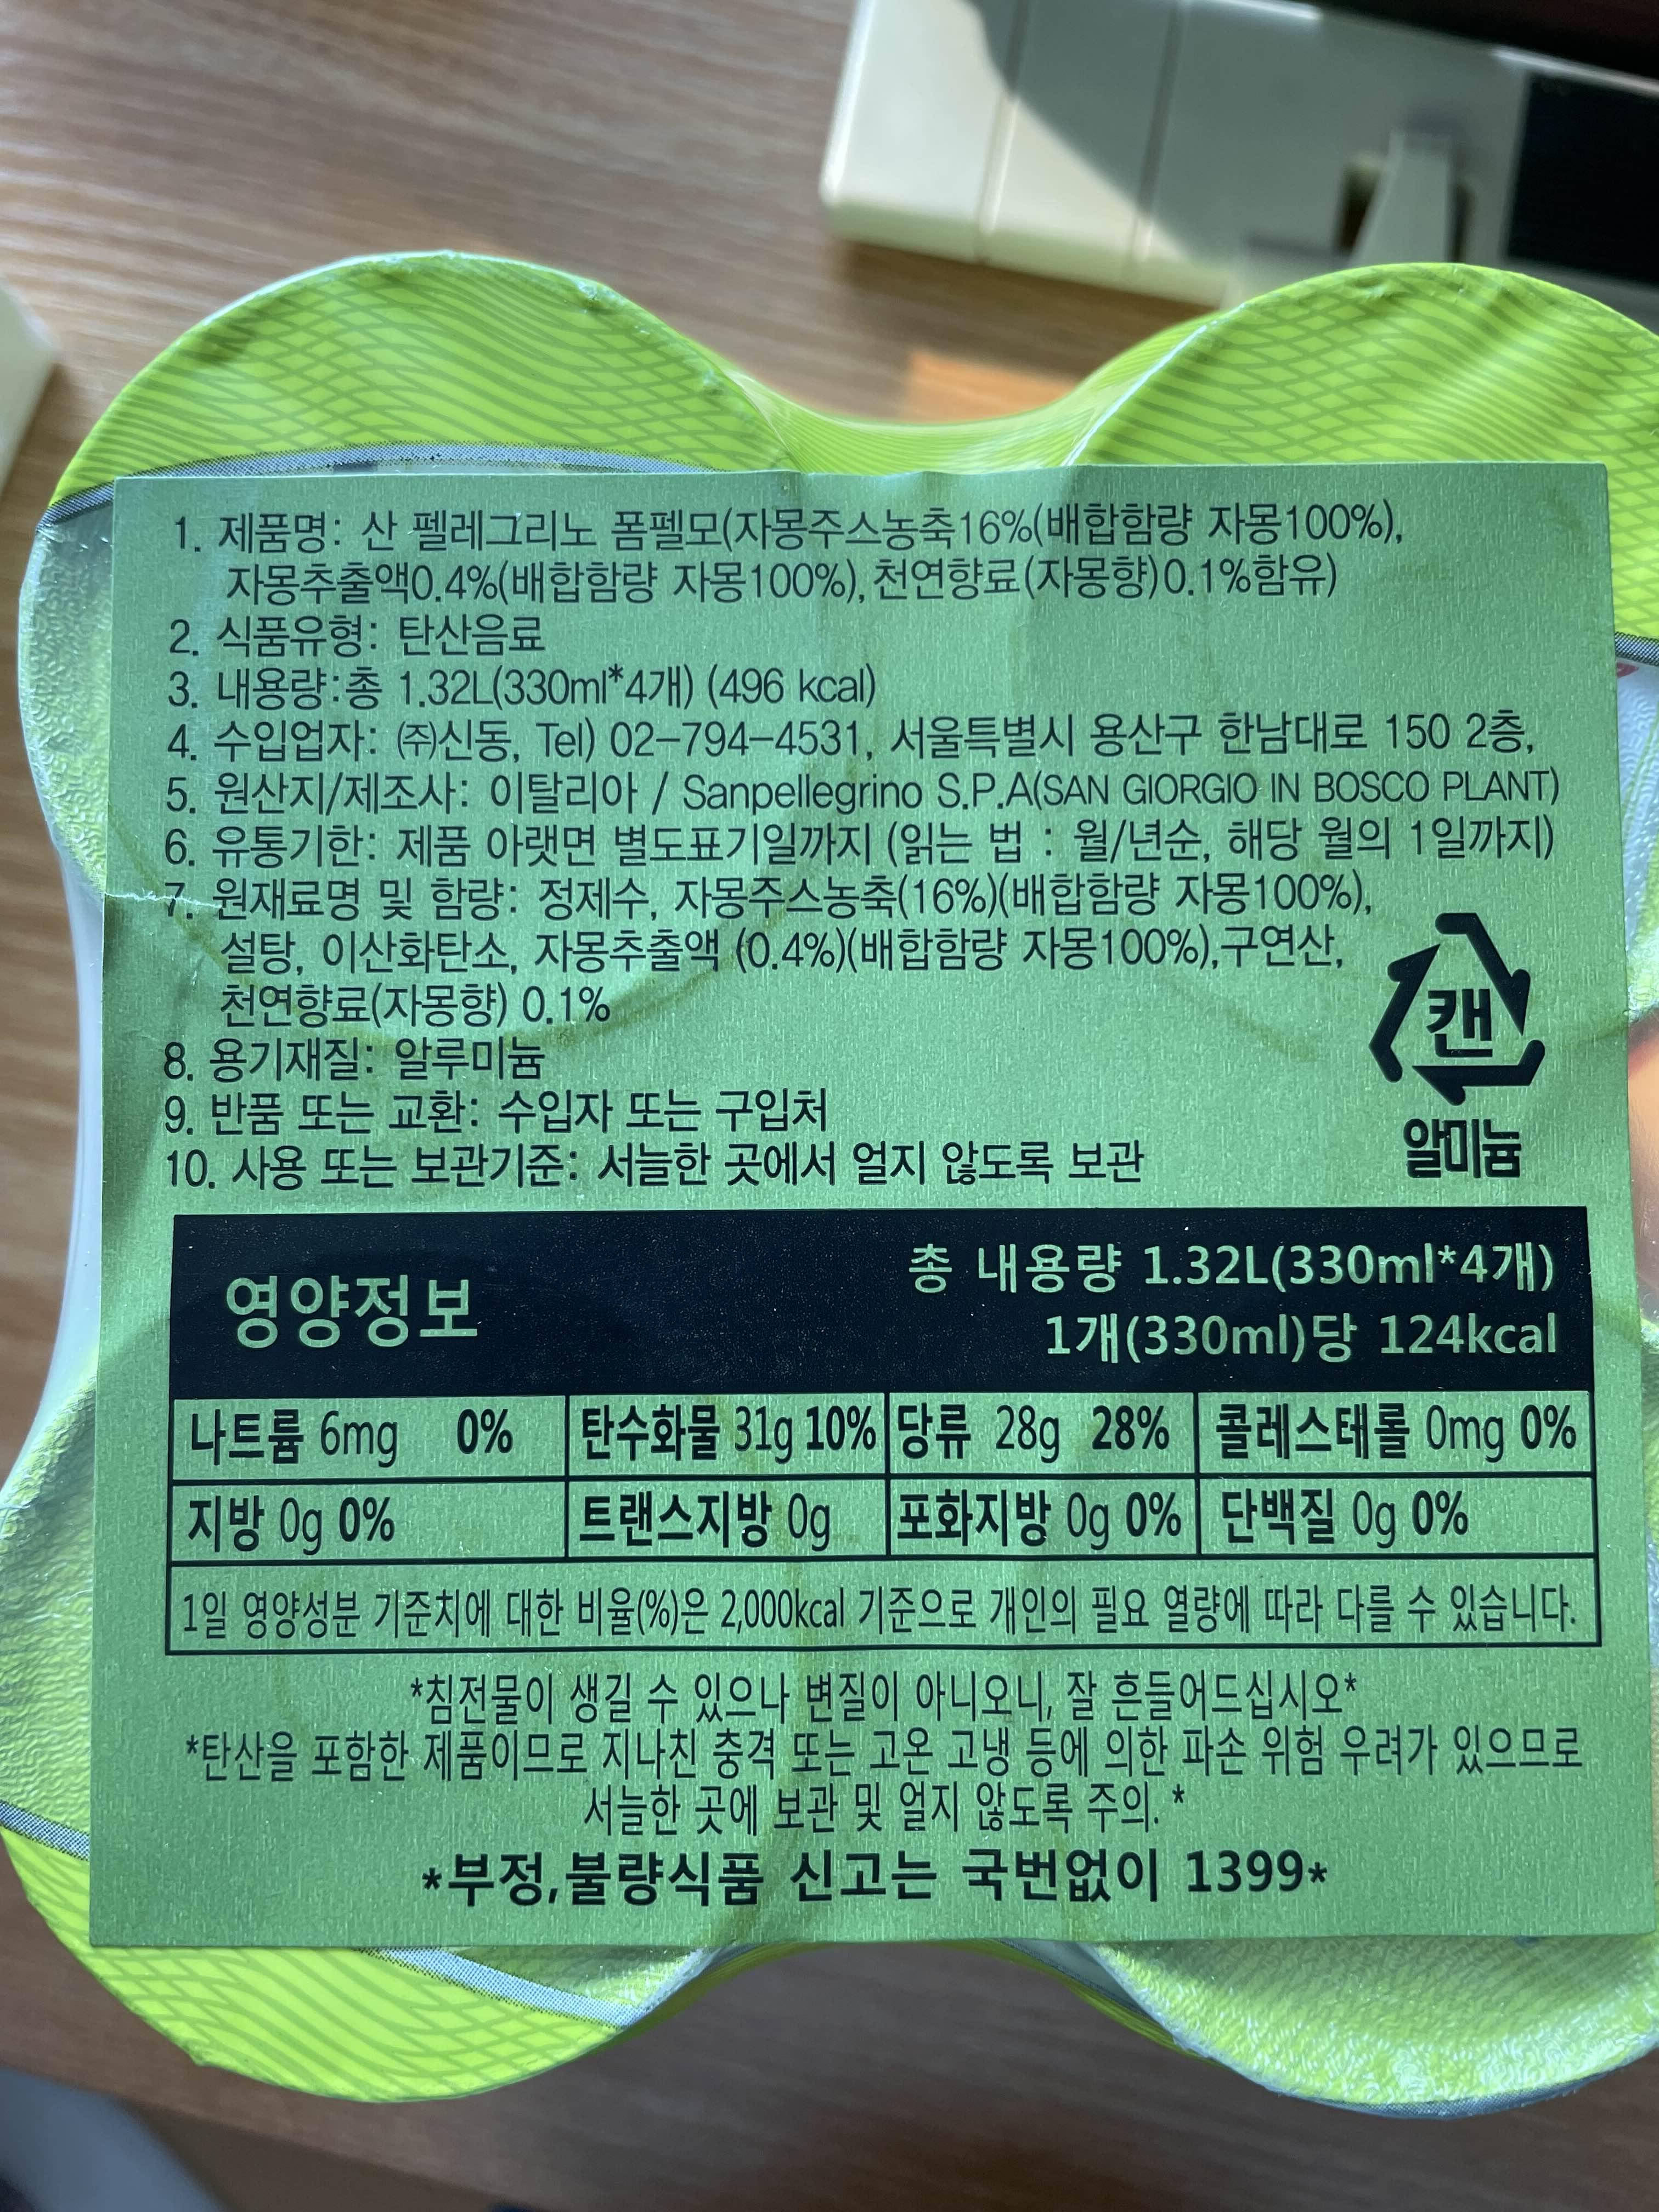 1. 제품명: 산 펠레그리노 폼펠모(자몽주스농축16%(배합함량 자몽100%),
자몽추출액0.4%(배합함량 자몽100%),천연향료(자몽향)0.1%함유)
2. 식품유형: 탄산음료
3. 내용량:총 1.32L(330ml*4개) (496 kcal)
4. 수입업자: ㈜신동, Tel) 02-794-4531, 서울특별시 용산구 한남대로 150 2층,
5. 원산지/제조사: 이탈리아 / Sanpellegrino S.P.A(SAN GIORGIO IN BOSCO PLANT)
6. 유통기한: 제품 아랫면 별도표기일까지 (읽는 법 : 월/년순, 해당 월의 1일까지)
7. 원재료명 및 함량: 정제수, 자몽주스농축(16%)(배합함량 자몽100%),
설탕, 이산화탄소, 자몽추출액 (0.4%)(배합함량 자몽100%),구연산,
천연향료(자몽향) 0.1%
8. 용기재질: 알루미늄
9. 반품 또는 교환: 수입자 또는 구입처
10. 사용 또는 보관기준: 서늘한 곳에서 얼지 않도록 보관
캔
알미늄
영양정보
총 내용량 1.32L(330ml*4개)
1개(330ml)당 124kcal
나트륨 6mg 0% 탄수화물 31g 10% 당류 28g 28% 콜레스테롤 0mg 0%
지방 0g 0% 트랜스지방 0g 포화지방 0g 0% 단백질 0g 0%
1일 영양성분 기준치에 대한 비율(%)은 2,000kcal 기준으로 개인의 필요 열량에 따라 다를 수 있습니다.
*침전물이 생길 수 있으나 변질이 아니오니, 잘 흔들어드십시오*
*탄산을 포함한 제품이므로 지나친 충격 또는 고온 고냉 등에 의한 파손 위험 우려가 있으므로
서늘한 곳에 보관 및 얼지 않도록 주의. *
*부정,불량식품 신고는 국번없이 1399*